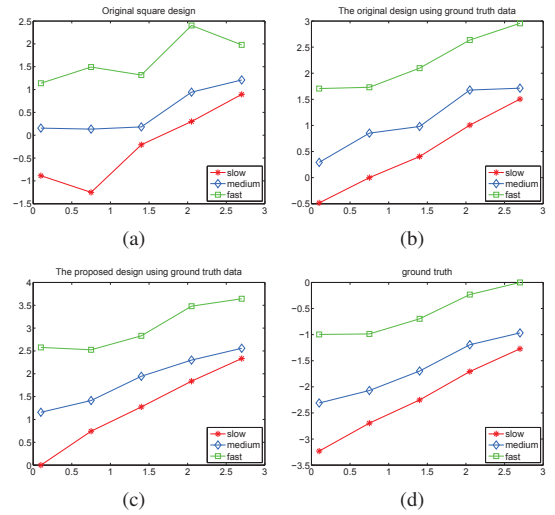 Original square design
2.5
2
1.5
1
0.5
0
−0.5
−1
−1.5
0 0.5 1 1.5 2 2.5 3
slow
medium
fast
(a)
The original design using ground truth data
3
2.5
2
1.5
1
0.5
0
−0.5
0 0.5 1 1.5 2 2.5 3
slow
medium
fast
(b)
The proposed design using ground truth data
4
3.5
3
2.5
2
1.5
1
0.5
0
0 0.5 1 1.5 2 2.5 3
slow
medium
fast
(c)
ground truth
0
−0.5
−1
−1.5
−2
−2.5
−3
−3.5
0 0.5 1 1.5 2 2.5 3
slow
medium
fast
(d)